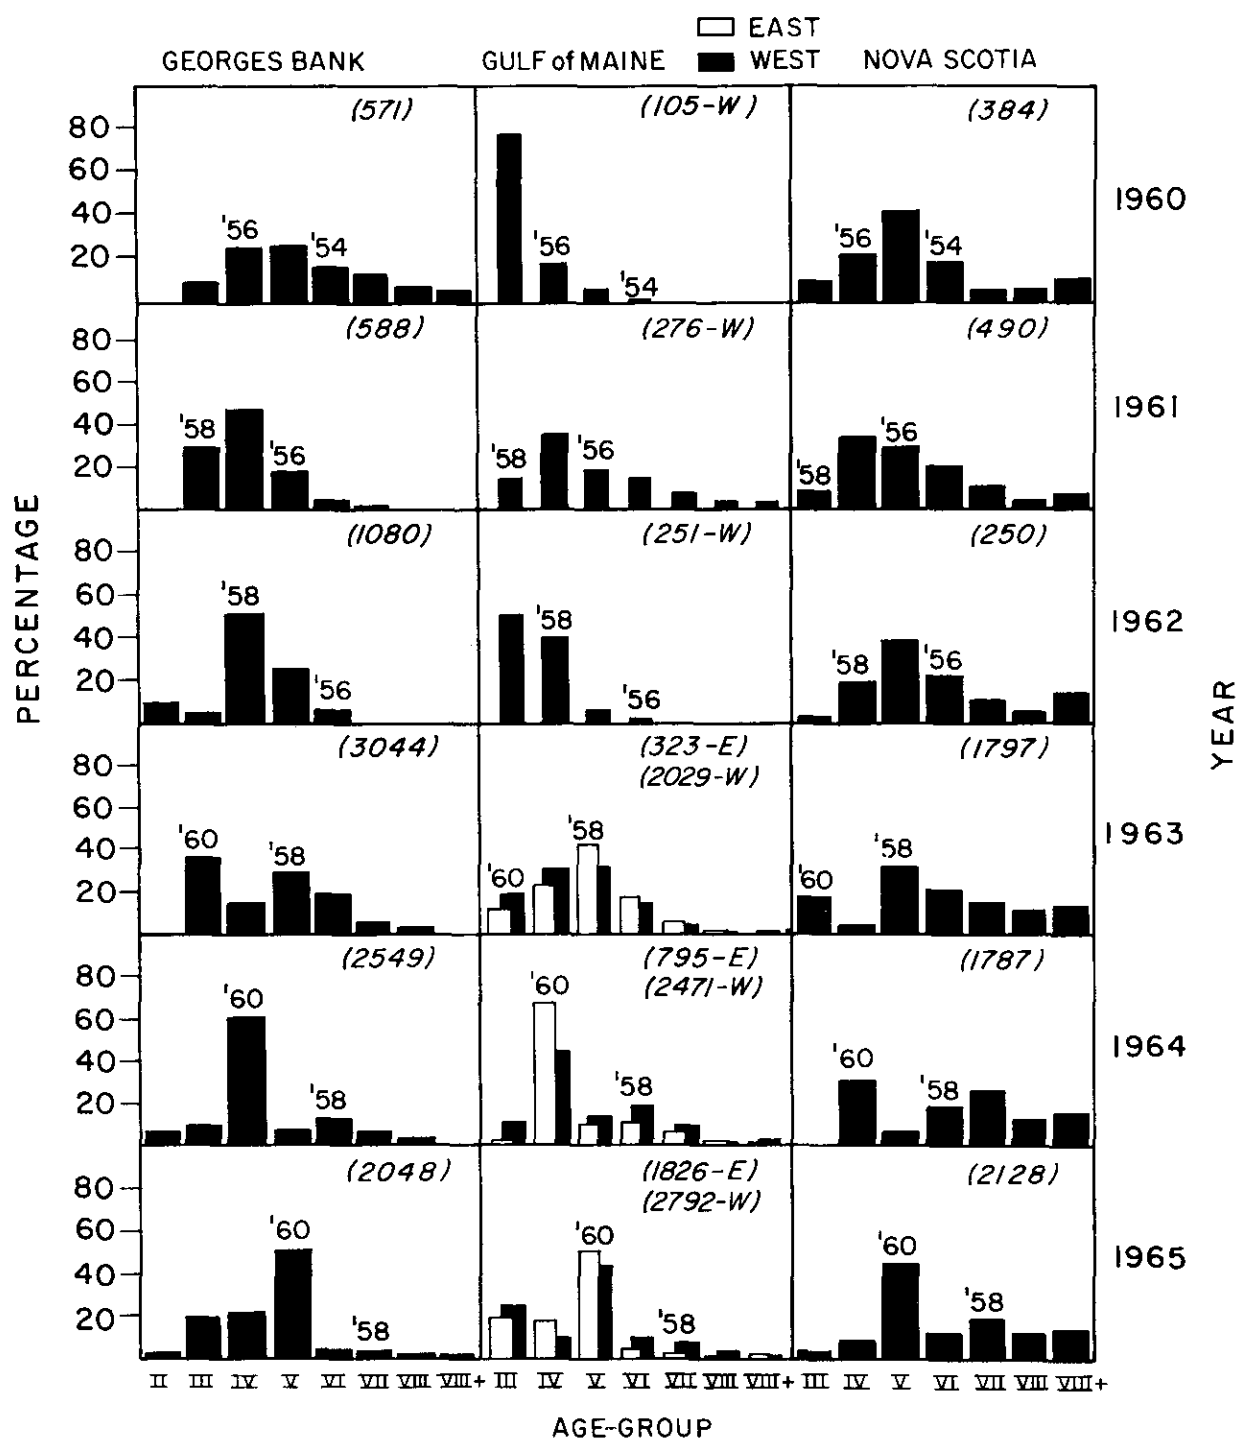 EAST
WEST
GEORGES BANK GULF of MAINE NOVA SCOTIA
(571) (105-W) (384)
80
60
40
20
'56 '54 '56 '54 '56 '54
1960
(588) (276-W) (490)
80
60
40
20
'58 '56 '58 '56 '58 '56
1961
(1080) (251-W) (250)
80
60
40
20
'58 '56 '58 '56 '58 '56
1962
(3044) (323-E) (1797)
(2029-W)
80
60
40
20
'60 '58 '60 '58 '60 '58
1963
(2549) (795-E) (1787)
(2471-W)
80
60
40
20
'60 '58 '60 '58 '60 '58
1964
(2048) (1826-E) (2128)
(2792-W)
80
60
40
20
'60 '58 '60 '58 '60 '58
1965
PERCENTAGE
YEAR
II III IV V VI VII VIII VIII+ III IV V VI VII VIII VIII+ III IV V VI VII VIII VIII+
AGE-GROUP